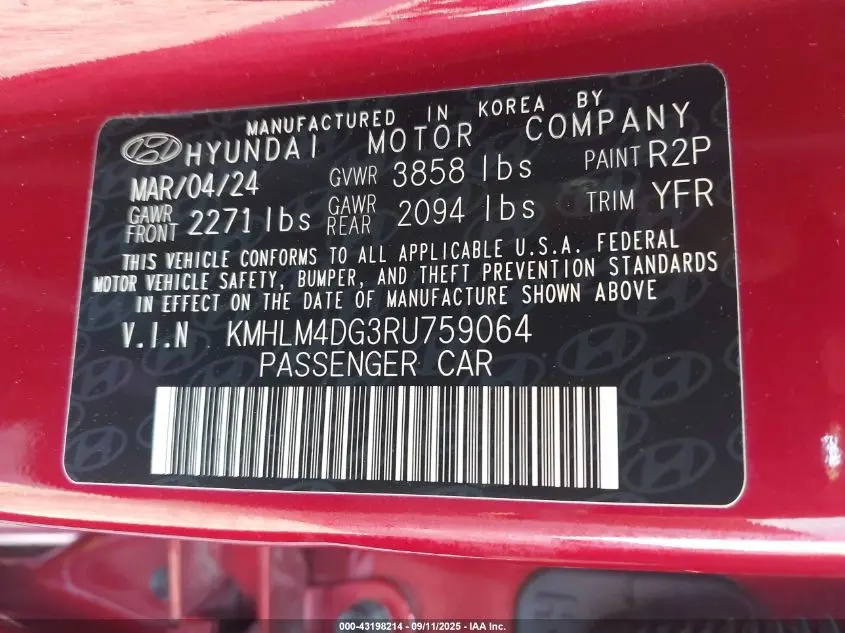 MANUFACTURED IN KOREA BY
HYUNDAI MOTOR COMPANY
MAR/04/24 GVWR 3858 lbs PAINT R2P
GAWR FRONT 2271 lbs GAWR REAR 2094 lbs TRIM YFR
THIS VEHICLE CONFORMS TO ALL APPLICABLE U.S.A. FEDERAL
MOTOR VEHICLE SAFETY, BUMPER, AND THEFT PREVENTION STANDARDS
IN EFFECT ON THE DATE OF MANUFACTURE SHOWN ABOVE
V.I.N KMHLM4DG3RU759064
PASSENGER CAR
000-43198214 - 09/11/2025 - IAA Inc.